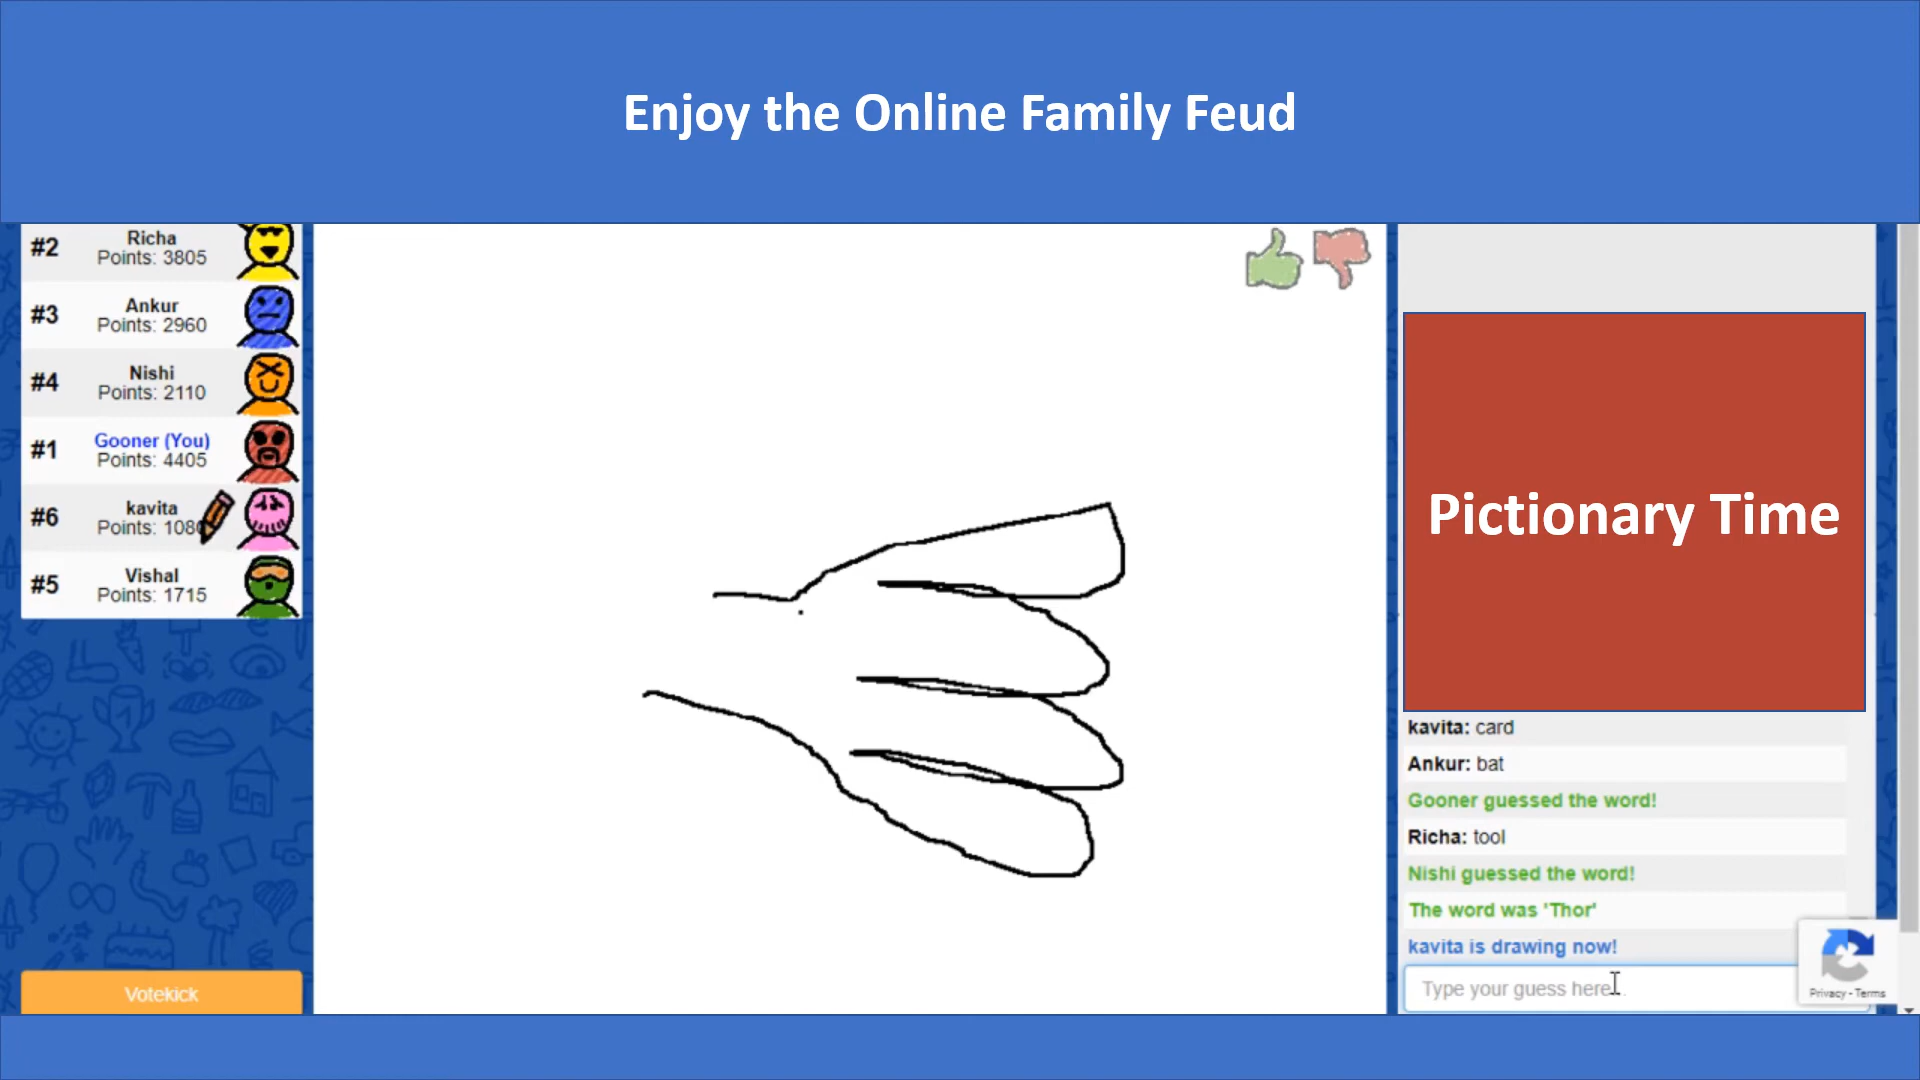 Enjoy the Online Family Feud
#2
Richa
Points: 3805
#3
Ankur
Points: 2960
#4
Nishi
Points: 2110
#1
Gooner (You)
Points: 4405
#6
kavita
Points: 108
#5
Vishal
Points: 1715
Votekick
Pictionary Time
kavita: card
Ankur: bat
Gooner guessed the word!
Richa: tool
Nishi guessed the word!
The word was 'Thor'
kavita is drawing now!
Type your guess here...
Privacy - Terms